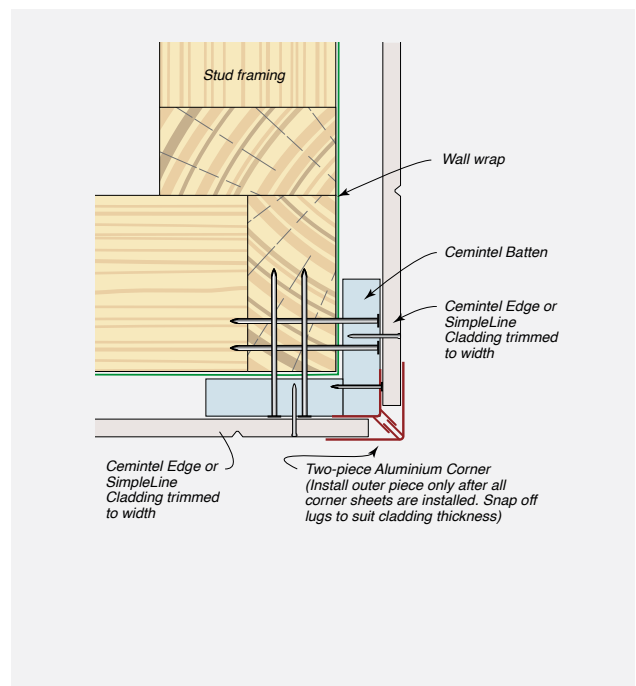 Stud framing
Wall wrap
Cemintel Batten
Cemintel Edge or
SimpleLine
Cladding trimmed
to width
Cemintel Edge or
SimpleLine
Cladding trimmed
to width
Two-piece Aluminium Corner
(Install outer piece only after all
corner sheets are installed. Snap off
lugs to suit cladding thickness)